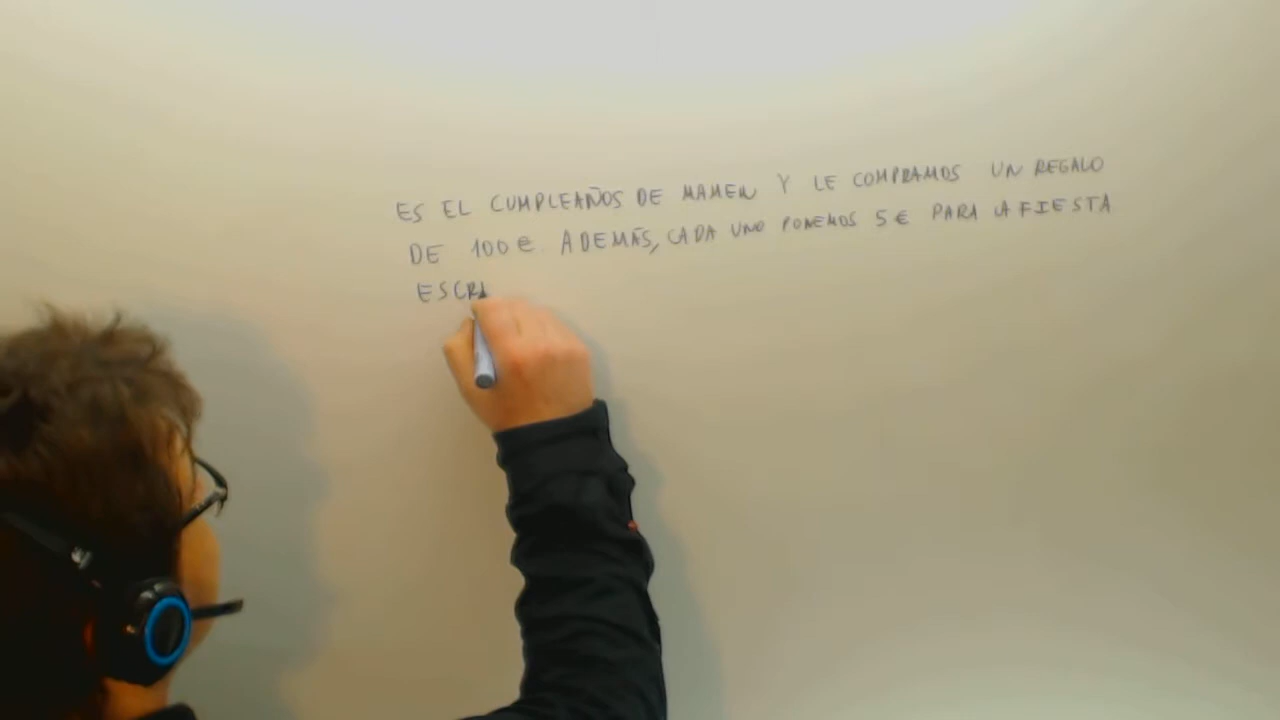 ES EL CUMPLEAÑOS DE MAMEN Y LE COMPRAMOS UN REGALO
DE 100€. ADEMÁS, CADA UNO PONEMOS 5€ PARA LA FIESTA
ESCRI